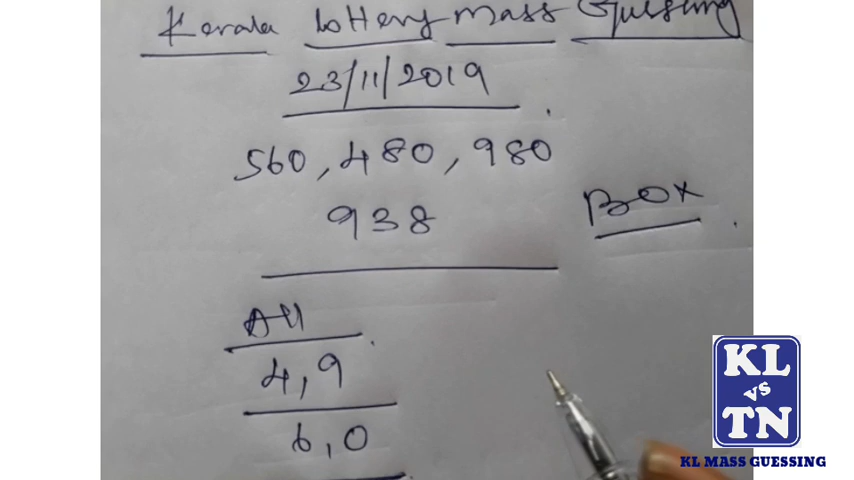 Kerala Lottery Mass Guessing
23/11/2019
560, 480, 980
938
BOX
All
4,9
6,0
KL
vs
TN
KL MASS GUESSING